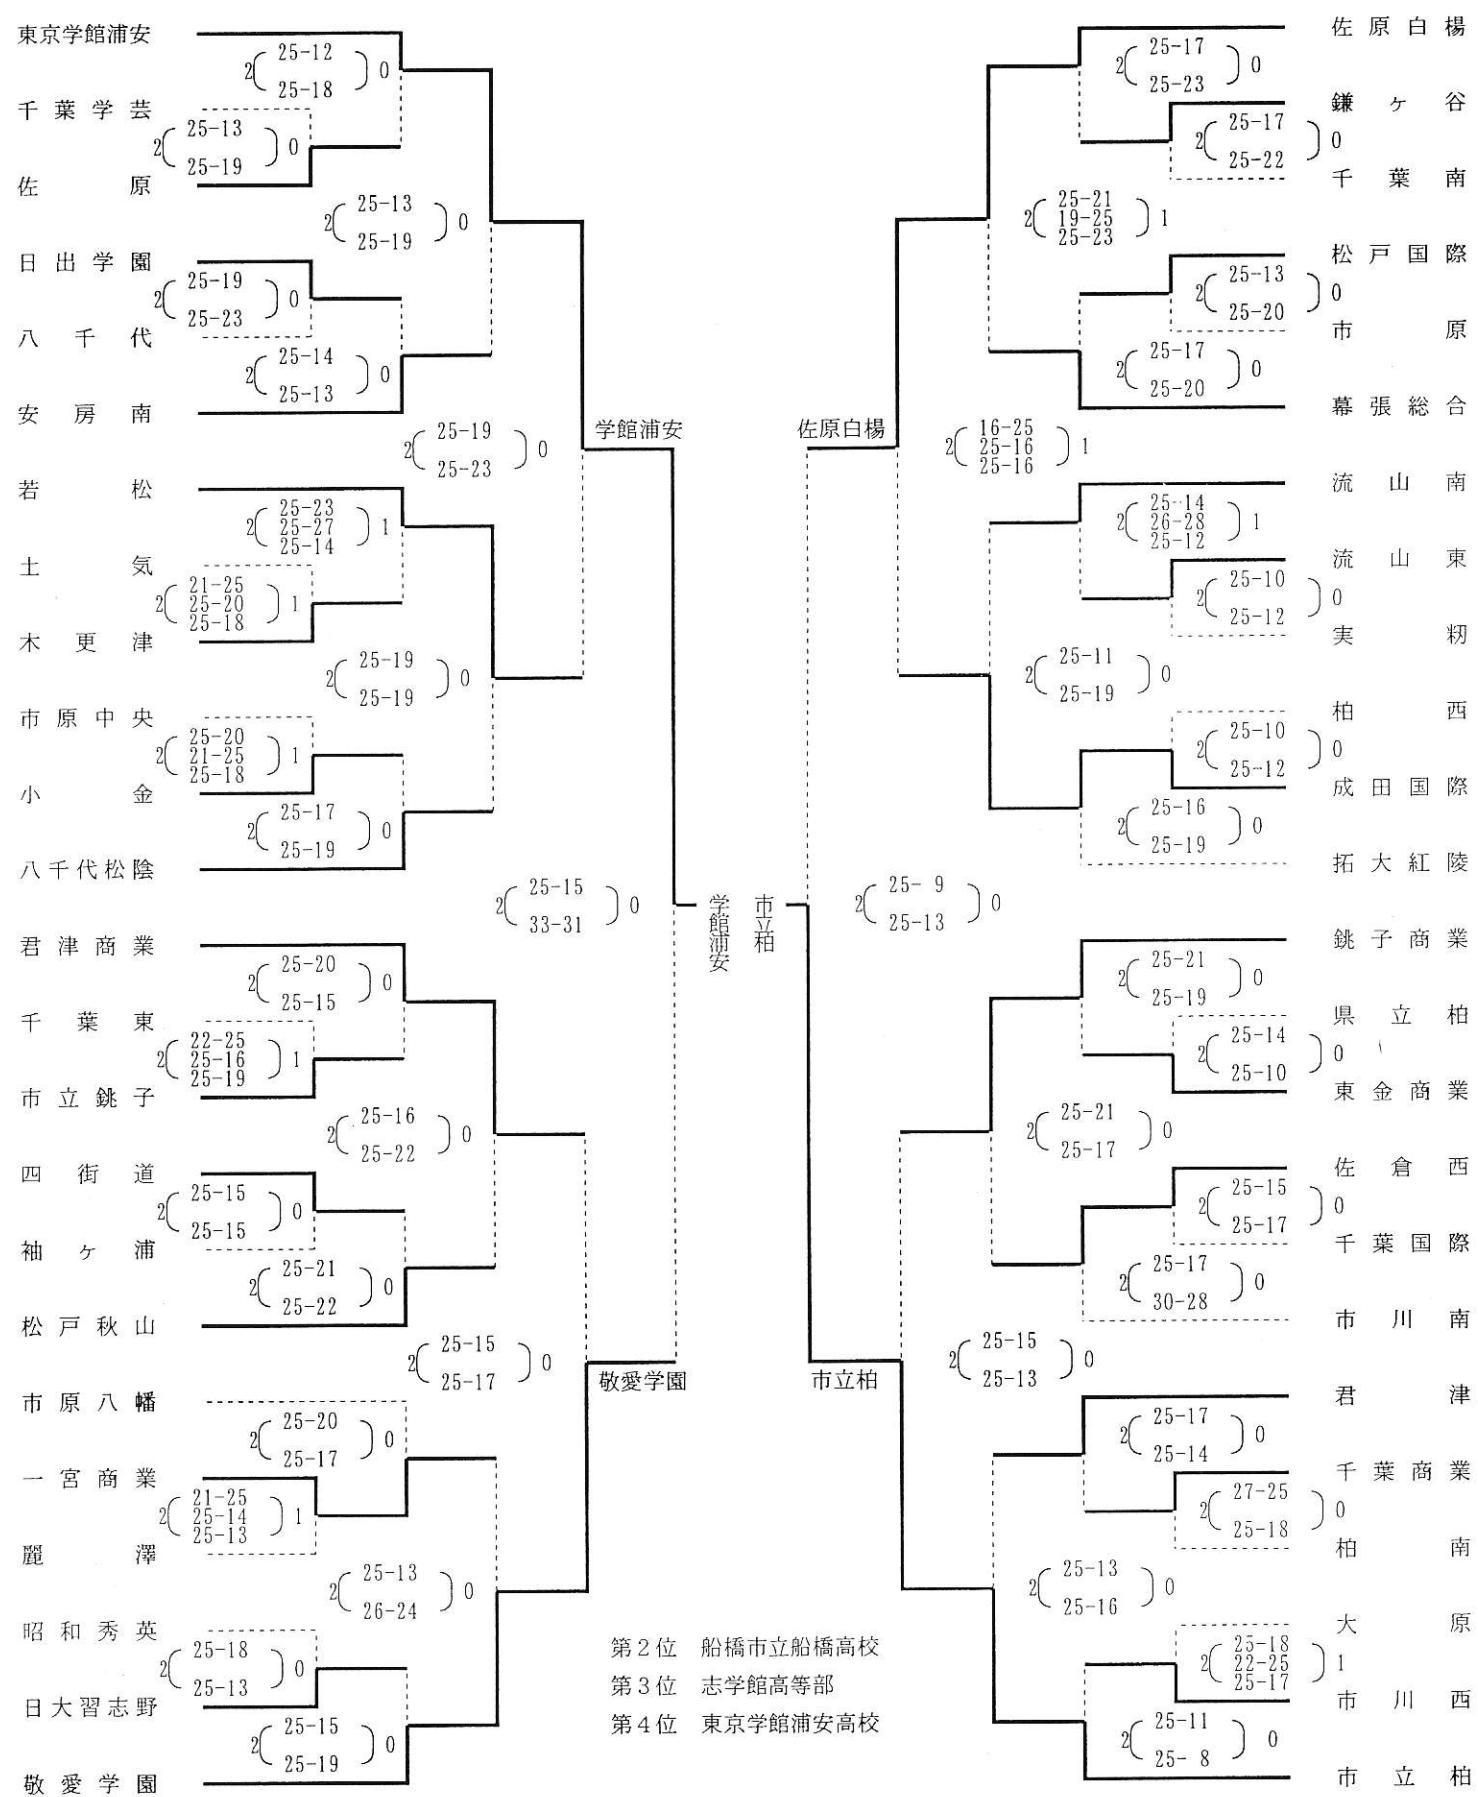 東京学館浦安
25-12
2 0
25-18
千葉学芸
25-13
2 0
25-19
佐原
25-13
2 0
25-19
日出学園
25-19
2 0
25-23
八千代
25-14
2 0
25-13
安房南
25-19
2 0
25-23
学館浦安
若松
25-23
2 25-27 1
25-14
土気
21-25
2 25-20 1
25-18
木更津
25-19
2 0
25-19
市原中央
25-20
2 21-25 1
25-18
小金
25-17
2 0
25-19
八千代松陰
25-15
2 0
33-31
学館浦安
君津商業
25-20
2 0
25-15
千葉東
22-25
2 25-16 1
25-19
市立銚子
25-16
2 0
25-22
四街道
25-15
2 0
25-15
袖ヶ浦
25-21
2 0
25-22
松戸秋山
25-15
2 0
25-17
敬愛学園
市原八幡
25-20
2 0
25-17
一宮商業
21-25
2 25-14 1
25-13
麗澤
25-13
2 0
26-24
昭和秀英
25-18
2 0
25-13
日大習志野
25-15
2 0
25-19
敬愛学園
佐原白楊
25-17
2 0
25-23
鎌ヶ谷
25-17
2 0
25-22
千葉南
25-21
2 19-25 1
25-23
松戸国際
25-13
2 0
25-20
市原
25-17
2 0
25-20
幕張総合
佐原白楊
16-25
2 25-16 1
25-16
流山南
25-14
2 26-28 1
25-12
流山東
25-10
2 0
25-12
実籾
25-11
2 0
25-19
柏西
25-10
2 0
25-12
成田国際
25-16
2 0
25-19
拓大紅陵
市立柏
25- 9
2 0
25-13
銚子商業
25-21
2 0
25-19
県立柏
25-14
2 0
25-10
東金商業
25-21
2 0
25-17
佐倉西
25-15
2 0
25-17
千葉国際
25-17
2 0
30-28
市川南
25-15
2 0
25-13
市立柏
君津
25-17
2 0
25-14
千葉商業
27-25
2 0
25-18
柏南
25-13
2 0
25-16
大原
25-18
2 22-25 1
25-17
市川西
25-11
2 0
25- 8
市立柏
第2位 船橋市立船橋高校
第3位 志学館高等部
第4位 東京学館浦安高校